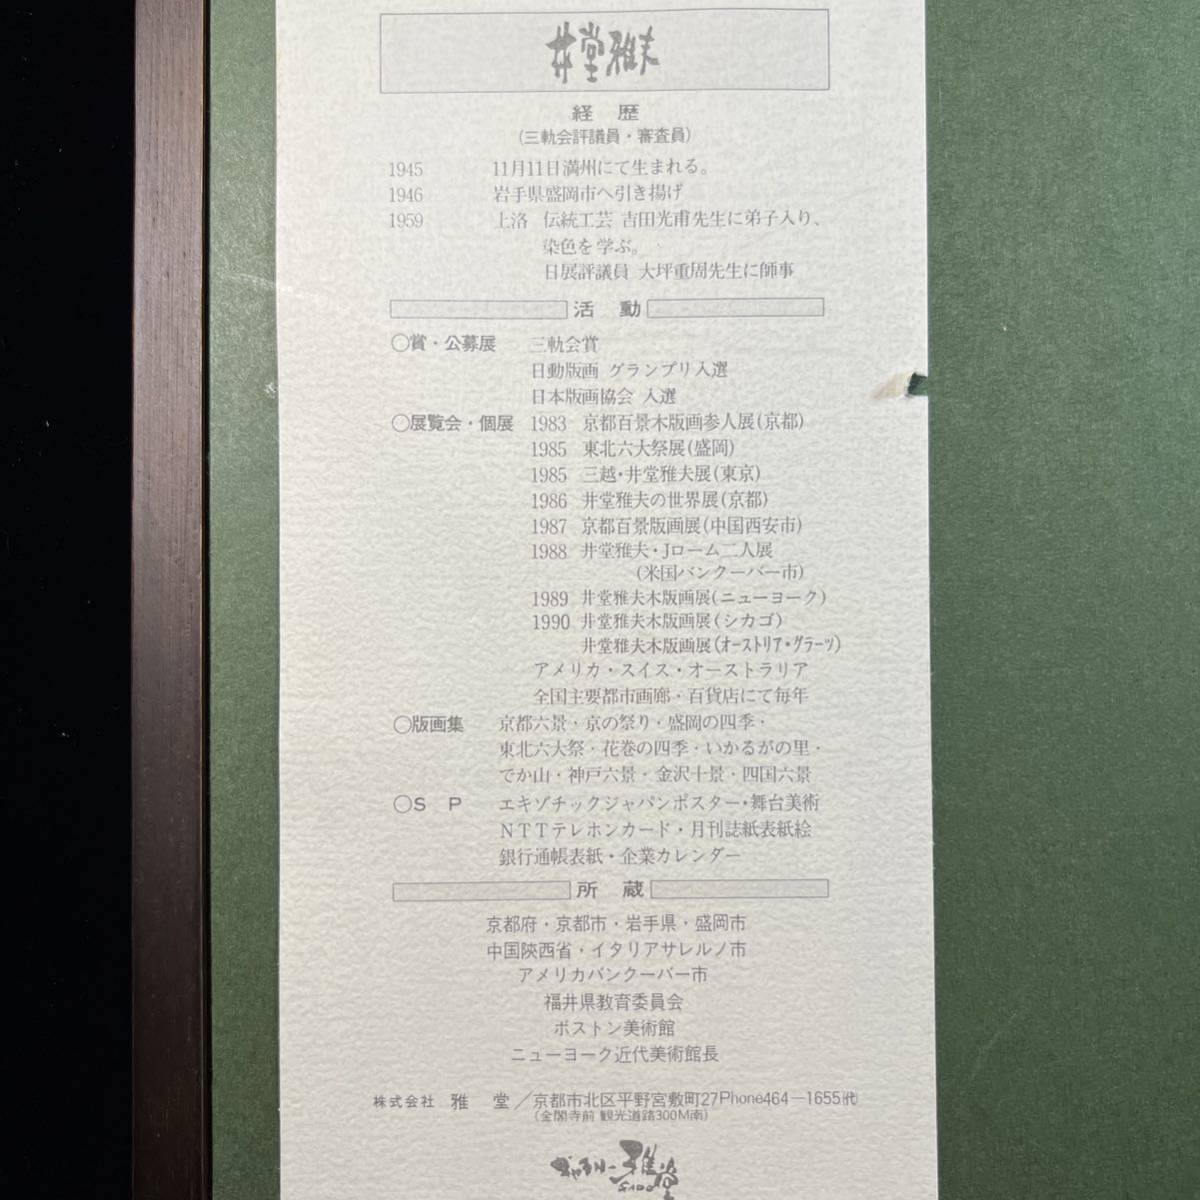 井堂雅夫
経歴
(三軌会評議員・審査員)
1945 11月11日満州にて生まれる。
1946 岩手県盛岡市へ引き揚げ
1959 上洛 伝統工芸 吉田光甫先生に弟子入り、
染色を学ぶ。
日展評議員 大坪重周先生に師事
活動
○賞・公募展 三軌会賞
日動版画 グランプリ入選
日本版画協会 入選
○展覧会・個展 1983 京都百景木版画参人展(京都)
1985 東北六大祭展(盛岡)
1985 三越・井堂雅夫展(東京)
1986 井堂雅夫の世界展(京都)
1987 京都百景版画展(中国西安市)
1988 井堂雅夫・Jローム二人展
(米国バンクーバー市)
1989 井堂雅夫木版画展(ニューヨーク)
1990 井堂雅夫木版画展(シカゴ)
井堂雅夫木版画展(オーストリア・グラーツ)
アメリカ・スイス・オーストラリア
全国主要都市画廊・百貨店にて毎年
○版画集 京都六景・京の祭り・盛岡の四季・
東北六大祭・花巻の四季・いかるがの里・
でか山・神戸六景・金沢十景・四国六景
○S P エキゾチックジャパンポスター・舞台美術
NTTテレホンカード・月刊誌紙表紙絵
銀行通帳表紙・企業カレンダー
所蔵
京都府・京都市・岩手県・盛岡市
中国陝西省・イタリアサレルノ市
アメリカバンクーバー市
福井県教育委員会
ボストン美術館
ニューヨーク近代美術館長
株式会社 雅堂/京都市北区平野宮敷町27Phone464-1655㈹
(金閣寺前 観光道路300M南)
ぎゃらりー雅堂
GADO